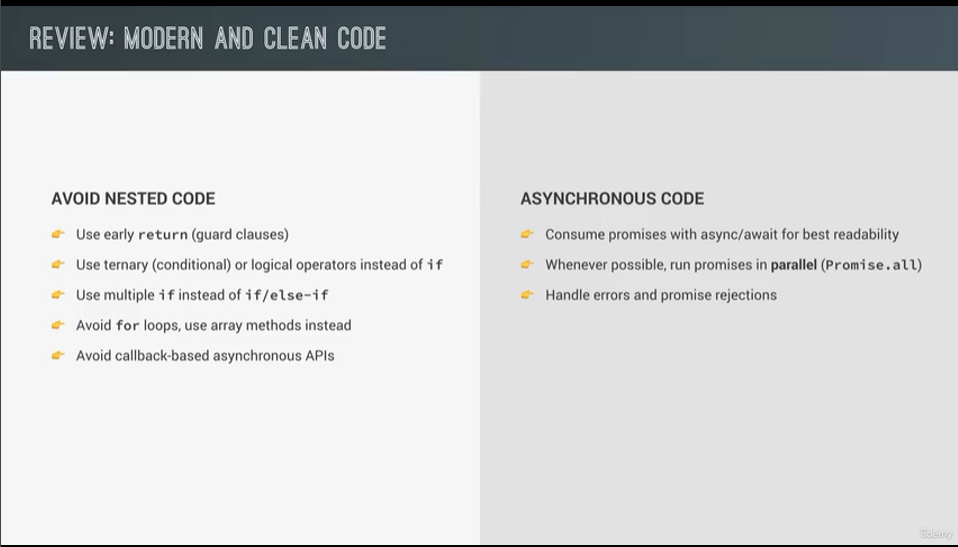 REVIEW: MODERN AND CLEAN CODE
AVOID NESTED CODE
Use early return (guard clauses)
Use ternary (conditional) or logical operators instead of if
Use multiple if instead of if/else-if
Avoid for loops, use array methods instead
Avoid callback-based asynchronous APIs
ASYNCHRONOUS CODE
Consume promises with async/await for best readability
Whenever possible, run promises in parallel (Promise.all)
Handle errors and promise rejections
Udemy